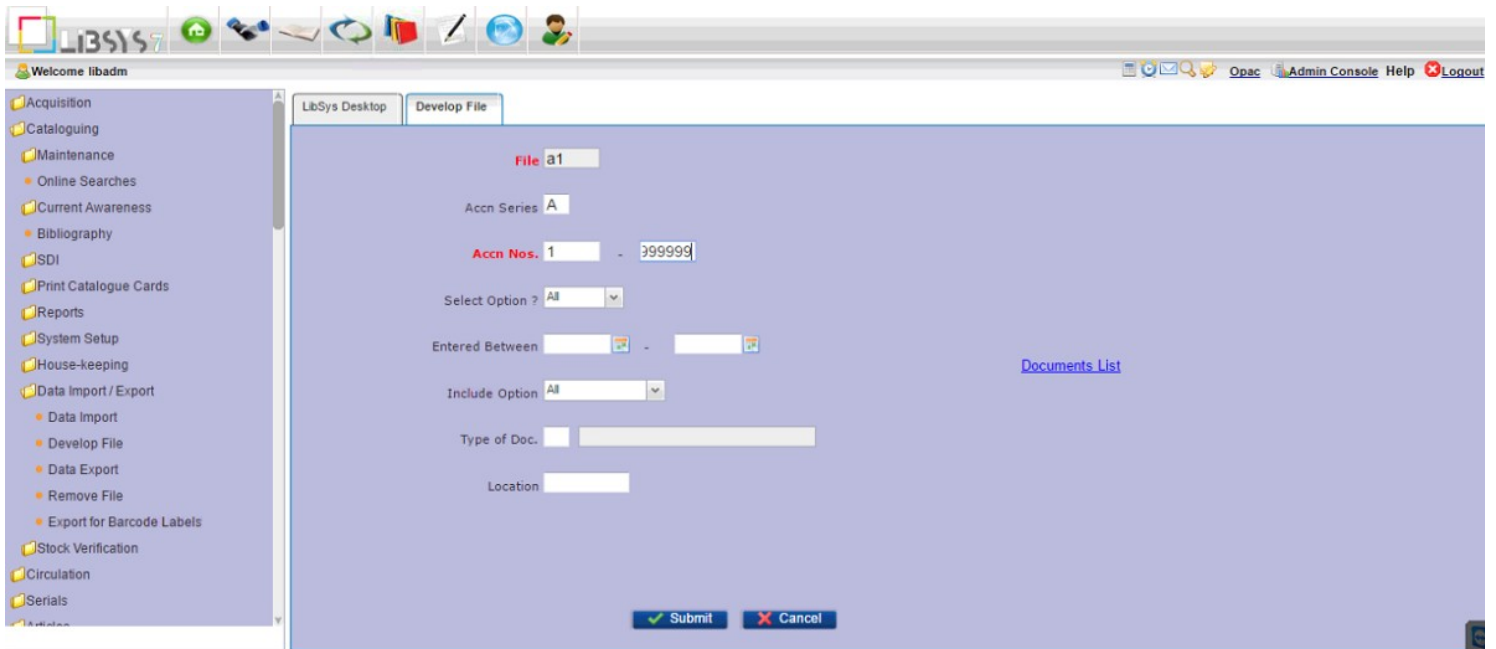 LiBSYS7
Welcome libadm
Opac Admin Console Help Logout
Acquisition
Cataloguing
Maintenance
Online Searches
Current Awareness
Bibliography
SDI
Print Catalogue Cards
Reports
System Setup
House-keeping
Data Import / Export
Data Import
Develop File
Data Export
Remove File
Export for Barcode Labels
Stock Verification
Circulation
Serials
LibSys Desktop Develop File
File a1
Accn Series A
Accn Nos. 1 - 999999
Select Option ? All
Entered Between -
Documents List
Include Option All
Type of Doc.
Location
Submit Cancel